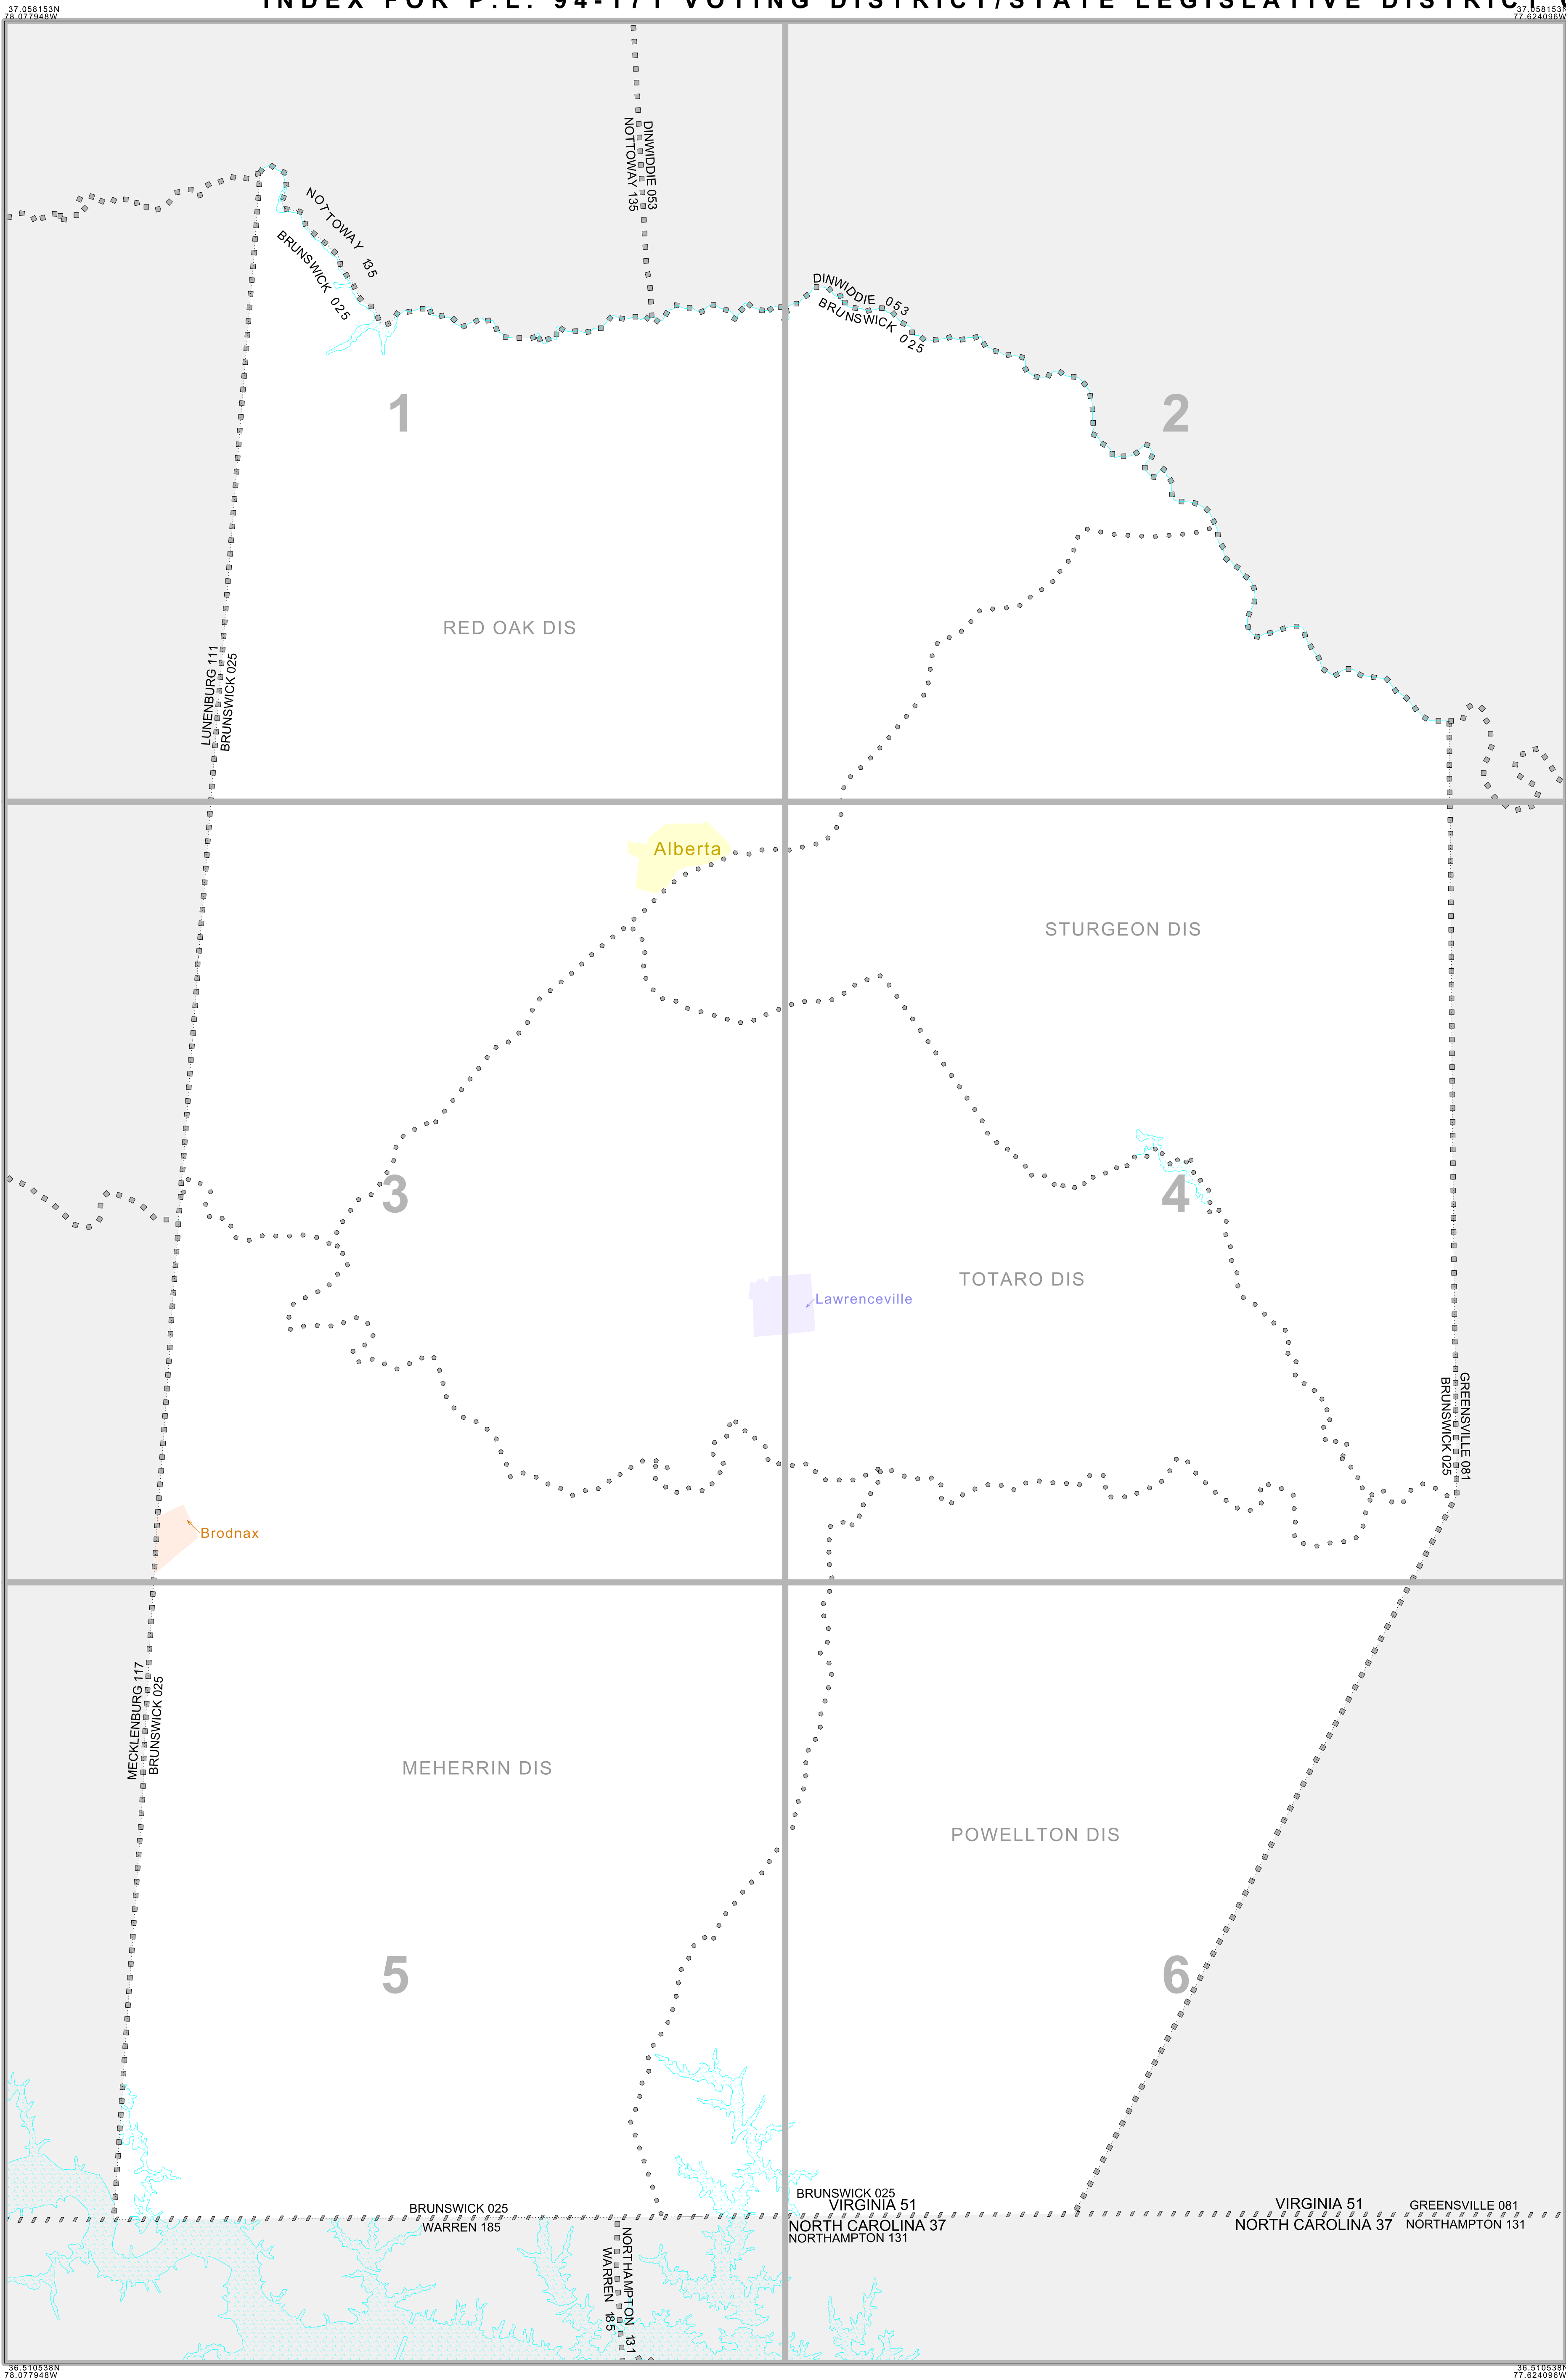 INDEX FOR P.L. 94-171 VOTING DISTRICT/STATE LEGISLATIVE DISTRICT
37.058153N
78.077948W
37.058153N
77.624096W
DINWIDDIE 053
NOTTOWAY 135
NOTTOWAY 135
BRUNSWICK 025
DINWIDDIE 053
BRUNSWICK 025
1
2
RED OAK DIS
LUNENBURG 111
BRUNSWICK 025
Alberta
STURGEON DIS
3
4
TOTARO DIS
Lawrenceville
GREENSVILLE 081
BRUNSWICK 025
Brodnax
MECKLENBURG 117
BRUNSWICK 025
MEHERRIN DIS
POWELLTON DIS
5
6
BRUNSWICK 025
WARREN 185
BRUNSWICK 025
VIRGINIA 51
NORTH CAROLINA 37
NORTHAMPTON 131
VIRGINIA 51
GREENSVILLE 081
NORTH CAROLINA 37
NORTHAMPTON 131
NORTHAMPTON 131
WARREN 185
36.510538N
78.077948W
36.510538N
77.624096W